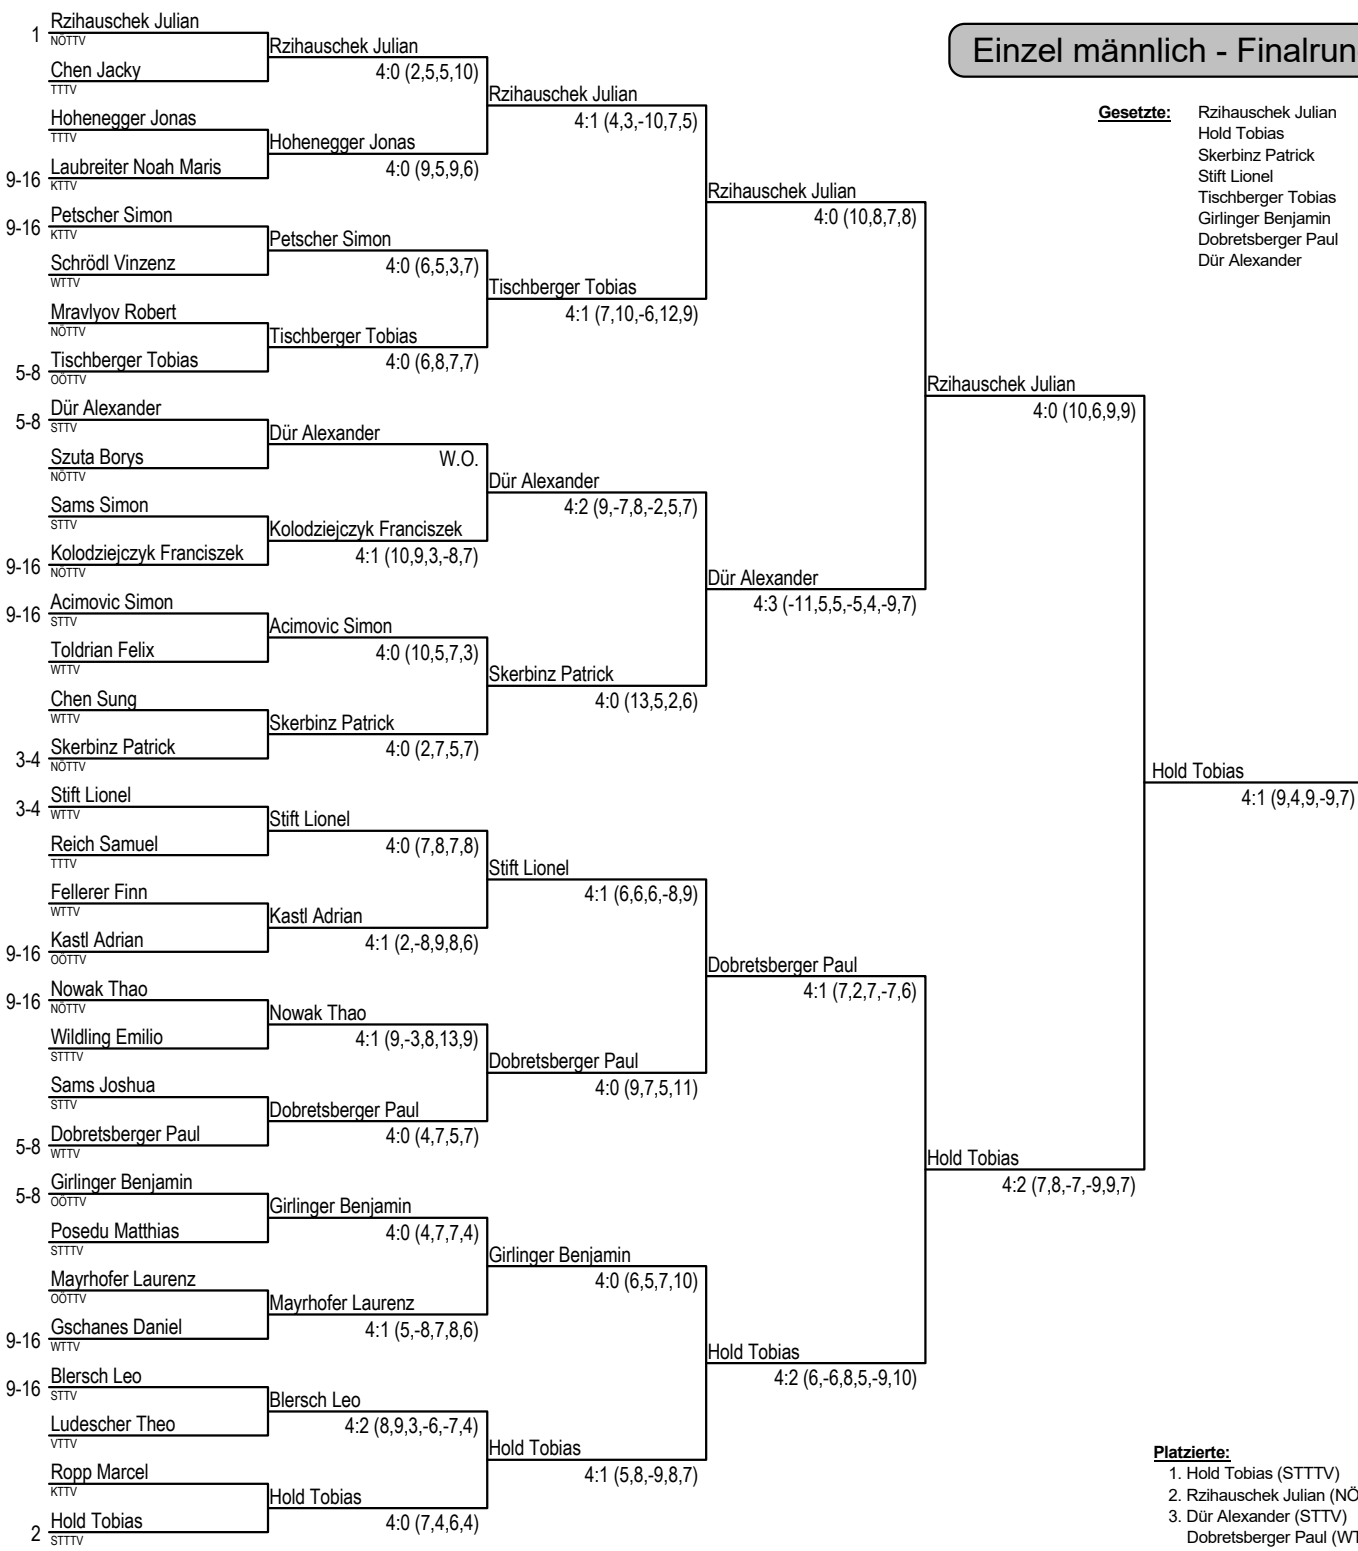 Einzel männlich - Finalrun
Gesetzte: Rzihauschek Julian
Hold Tobias
Skerbinz Patrick
Stift Lionel
Tischberger Tobias
Girlinger Benjamin
Dobretsberger Paul
Dür Alexander
1 Rzihauschek Julian
NÖTTV
Chen Jacky
TTTV
Hohenegger Jonas
TTTV
9-16 Laubreiter Noah Maris
KTTV
9-16 Petscher Simon
KTTV
Schrödl Vinzenz
WTTV
Mravlyov Robert
NÖTTV
5-8 Tischberger Tobias
OÖTTV
5-8 Dür Alexander
STTV
Szuta Borys
NÖTTV
Sams Simon
STTV
9-16 Kolodziejczyk Franciszek
NÖTTV
9-16 Acimovic Simon
STTV
Toldrian Felix
WTTV
Chen Sung
WTTV
3-4 Skerbinz Patrick
NÖTTV
3-4 Stift Lionel
WTTV
Reich Samuel
TTTV
Fellerer Finn
WTTV
9-16 Kastl Adrian
OÖTTV
9-16 Nowak Thao
NÖTTV
Wildling Emilio
STTTV
Sams Joshua
STTV
5-8 Dobretsberger Paul
WTTV
5-8 Girlinger Benjamin
OÖTTV
Posedu Matthias
STTTV
Mayrhofer Laurenz
OÖTTV
9-16 Gschanes Daniel
WTTV
9-16 Blersch Leo
STTV
Ludescher Theo
VTTV
Ropp Marcel
KTTV
2 Hold Tobias
STTTV
Rzihauschek Julian
4:0 (2,5,5,10)
Hohenegger Jonas
4:0 (9,5,9,6)
Petscher Simon
4:0 (6,5,3,7)
Tischberger Tobias
4:0 (6,8,7,7)
Dür Alexander
W.O.
Kolodziejczyk Franciszek
4:1 (10,9,3,-8,7)
Acimovic Simon
4:0 (10,5,7,3)
Skerbinz Patrick
4:0 (2,7,5,7)
Stift Lionel
4:0 (7,8,7,8)
Kastl Adrian
4:1 (2,-8,9,8,6)
Nowak Thao
4:1 (9,-3,8,13,9)
Dobretsberger Paul
4:0 (4,7,5,7)
Girlinger Benjamin
4:0 (4,7,7,4)
Mayrhofer Laurenz
4:1 (5,-8,7,8,6)
Blersch Leo
4:2 (8,9,3,-6,-7,4)
Hold Tobias
4:0 (7,4,6,4)
Rzihauschek Julian
4:1 (4,3,-10,7,5)
Tischberger Tobias
4:1 (7,10,-6,12,9)
Dür Alexander
4:2 (9,-7,8,-2,5,7)
Skerbinz Patrick
4:0 (13,5,2,6)
Stift Lionel
4:1 (6,6,6,-8,9)
Dobretsberger Paul
4:0 (9,7,5,11)
Girlinger Benjamin
4:0 (6,5,7,10)
Hold Tobias
4:1 (5,8,-9,8,7)
Rzihauschek Julian
4:0 (10,8,7,8)
Dür Alexander
4:3 (-11,5,5,-5,4,-9,7)
Dobretsberger Paul
4:1 (7,2,7,-7,6)
Hold Tobias
4:2 (6,-6,8,5,-9,10)
Rzihauschek Julian
4:0 (10,6,9,9)
Hold Tobias
4:2 (7,8,-7,-9,9,7)
Hold Tobias
4:1 (9,4,9,-9,7)
Platzierte:
1. Hold Tobias (STTTV)
2. Rzihauschek Julian (NÖ
3. Dür Alexander (STTV)
Dobretsberger Paul (WT